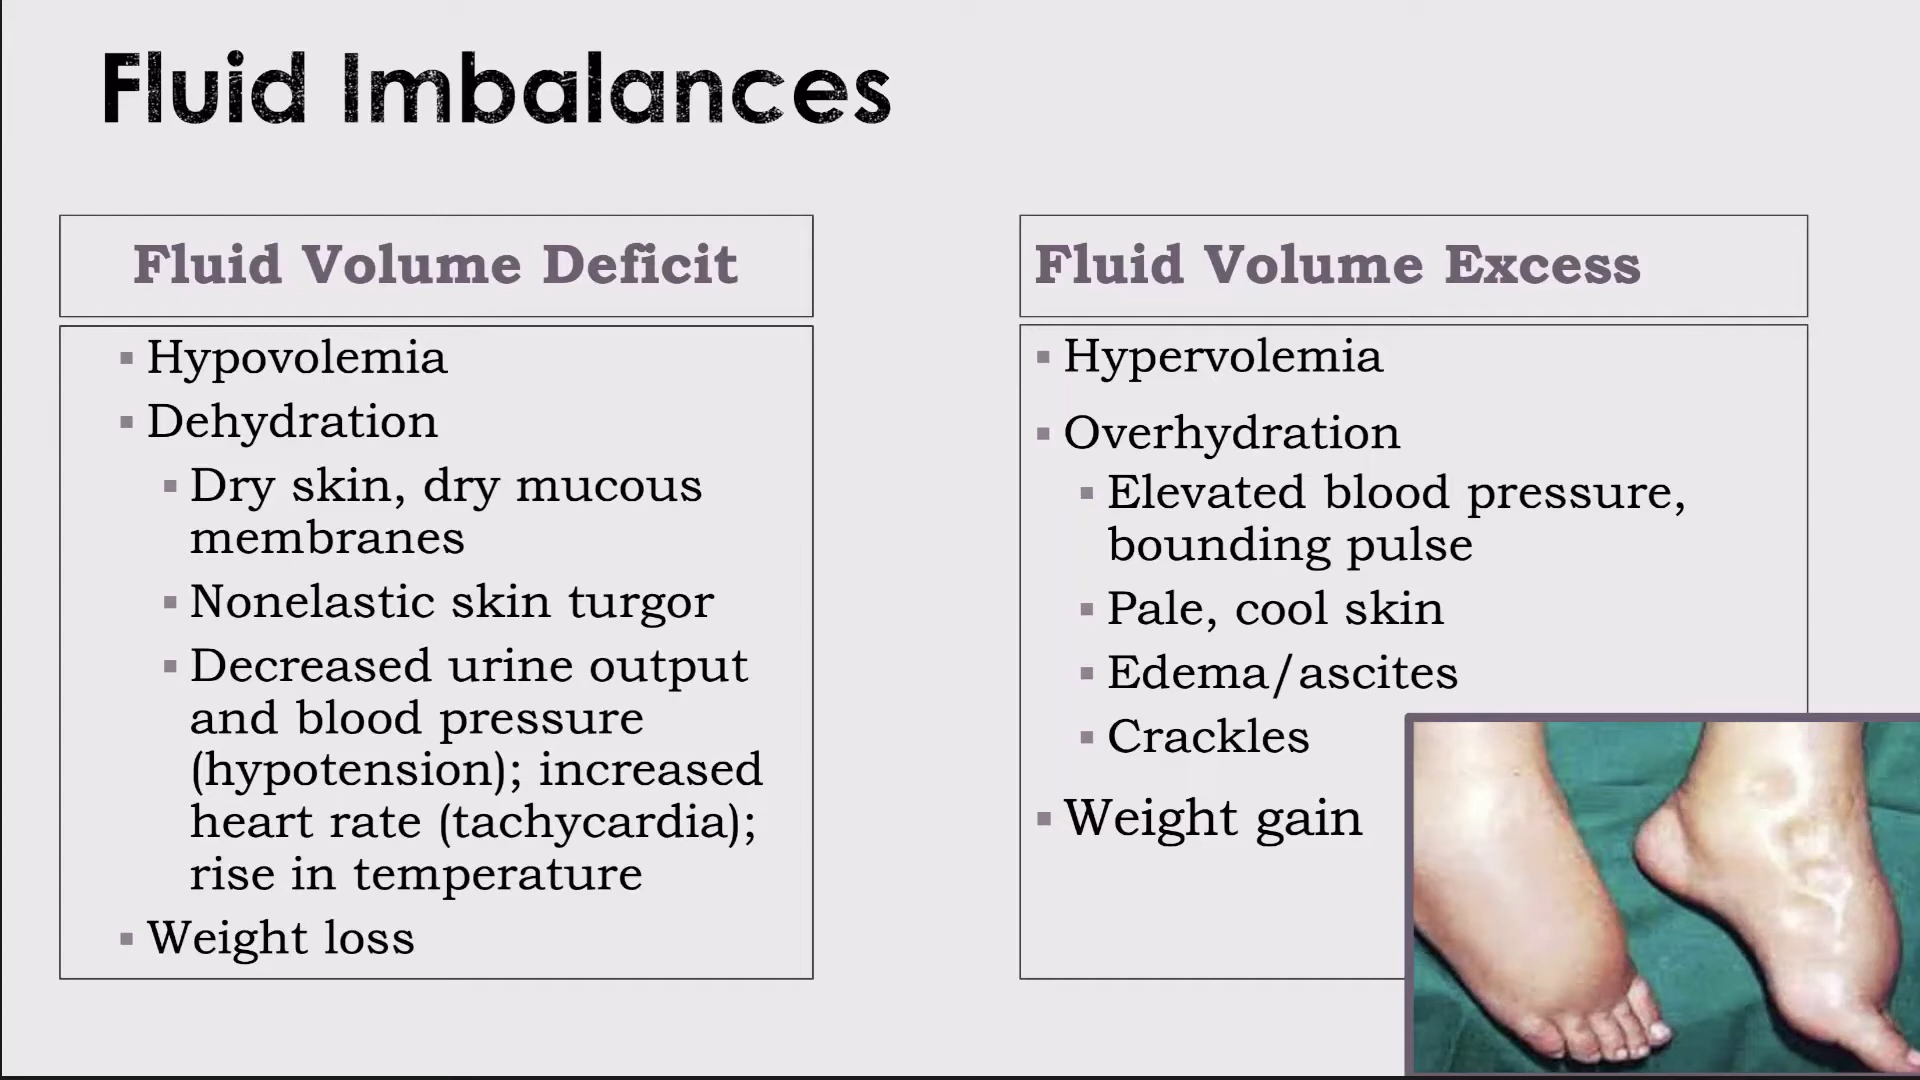 Fluid Imbalances
Fluid Volume Deficit
Hypovolemia
Dehydration
Dry skin, dry mucous
membranes
Nonelastic skin turgor
Decreased urine output
and blood pressure
(hypotension); increased
heart rate (tachycardia);
rise in temperature
Weight loss
Fluid Volume Excess
Hypervolemia
Overhydration
Elevated blood pressure,
bounding pulse
Pale, cool skin
Edema/ascites
Crackles
Weight gain